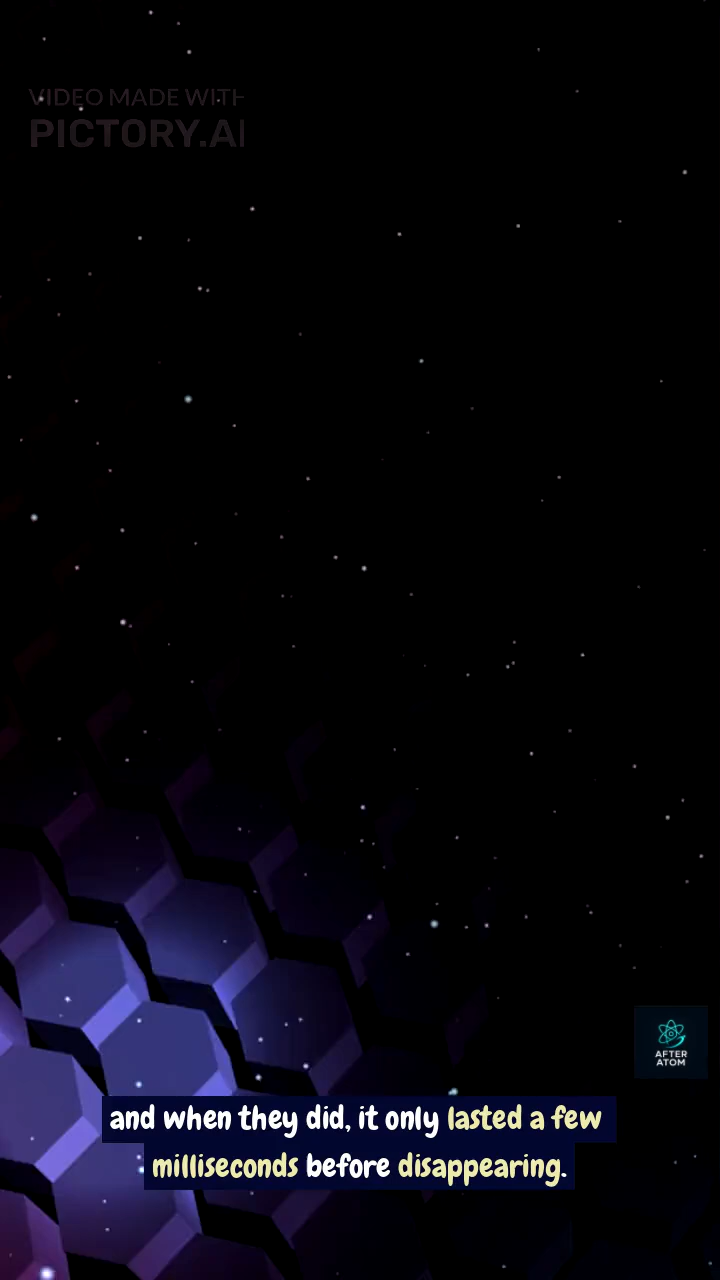 VIDEO MADE WITH
PICTORY.AI
AFTER
ATOM
and when they did, it only lasted a few
milliseconds before disappearing.